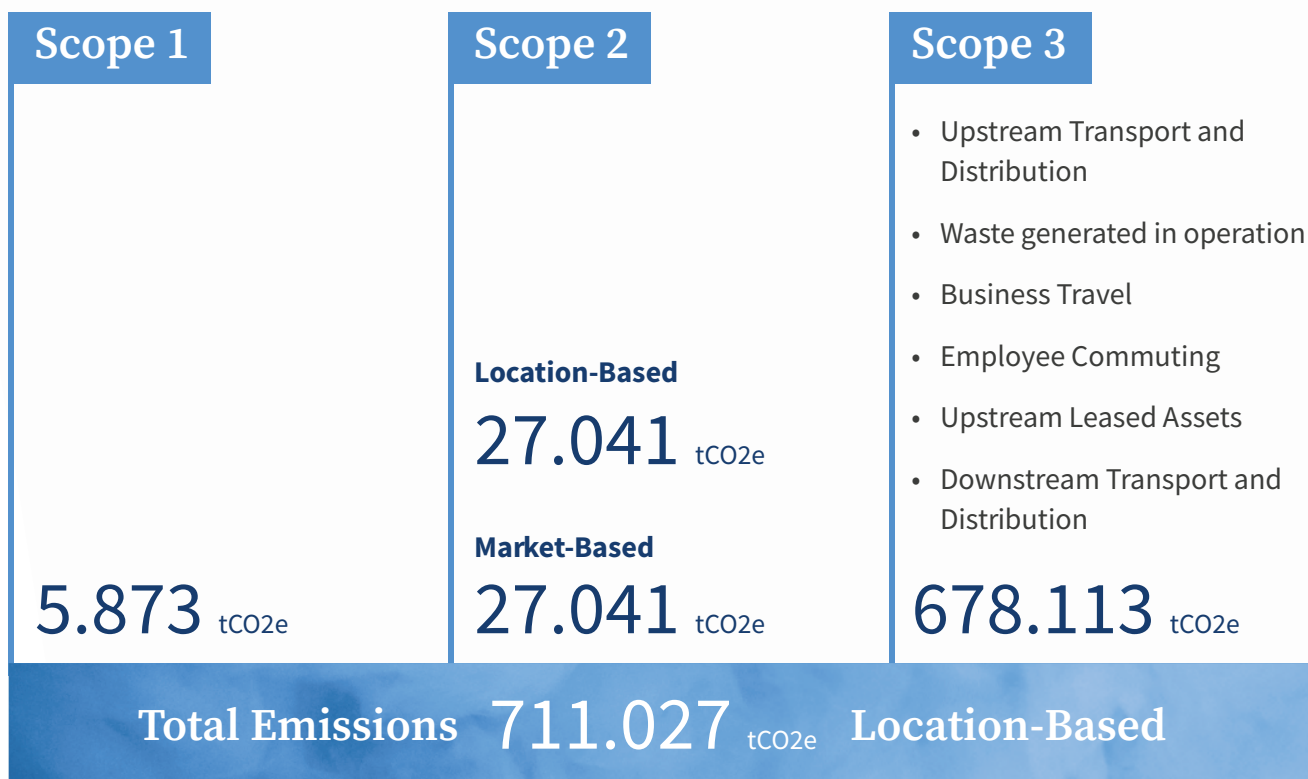 Scope 1
5.873 tCO2e
Scope 2
Location-Based
27.041 tCO2e
Market-Based
27.041 tCO2e
Scope 3
• Upstream Transport and
Distribution
• Waste generated in operation
• Business Travel
• Employee Commuting
• Upstream Leased Assets
• Downstream Transport and
Distribution
678.113 tCO2e
Total Emissions 711.027 tCO2e Location-Based